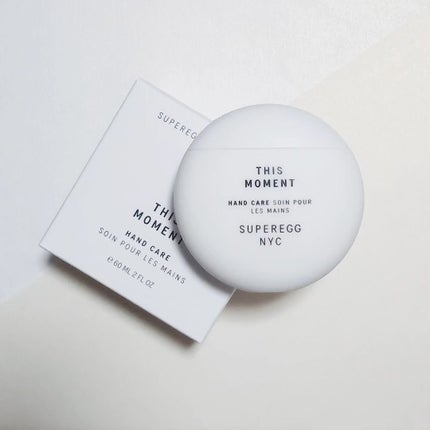 SUPEREGG
THIS
MOMENT
HAND CARE
SOIN POUR LES MAINS
℮ 60 ML 2 FL OZ
THIS
MOMENT
HAND CARE SOIN POUR
LES MAINS
SUPEREGG
NYC